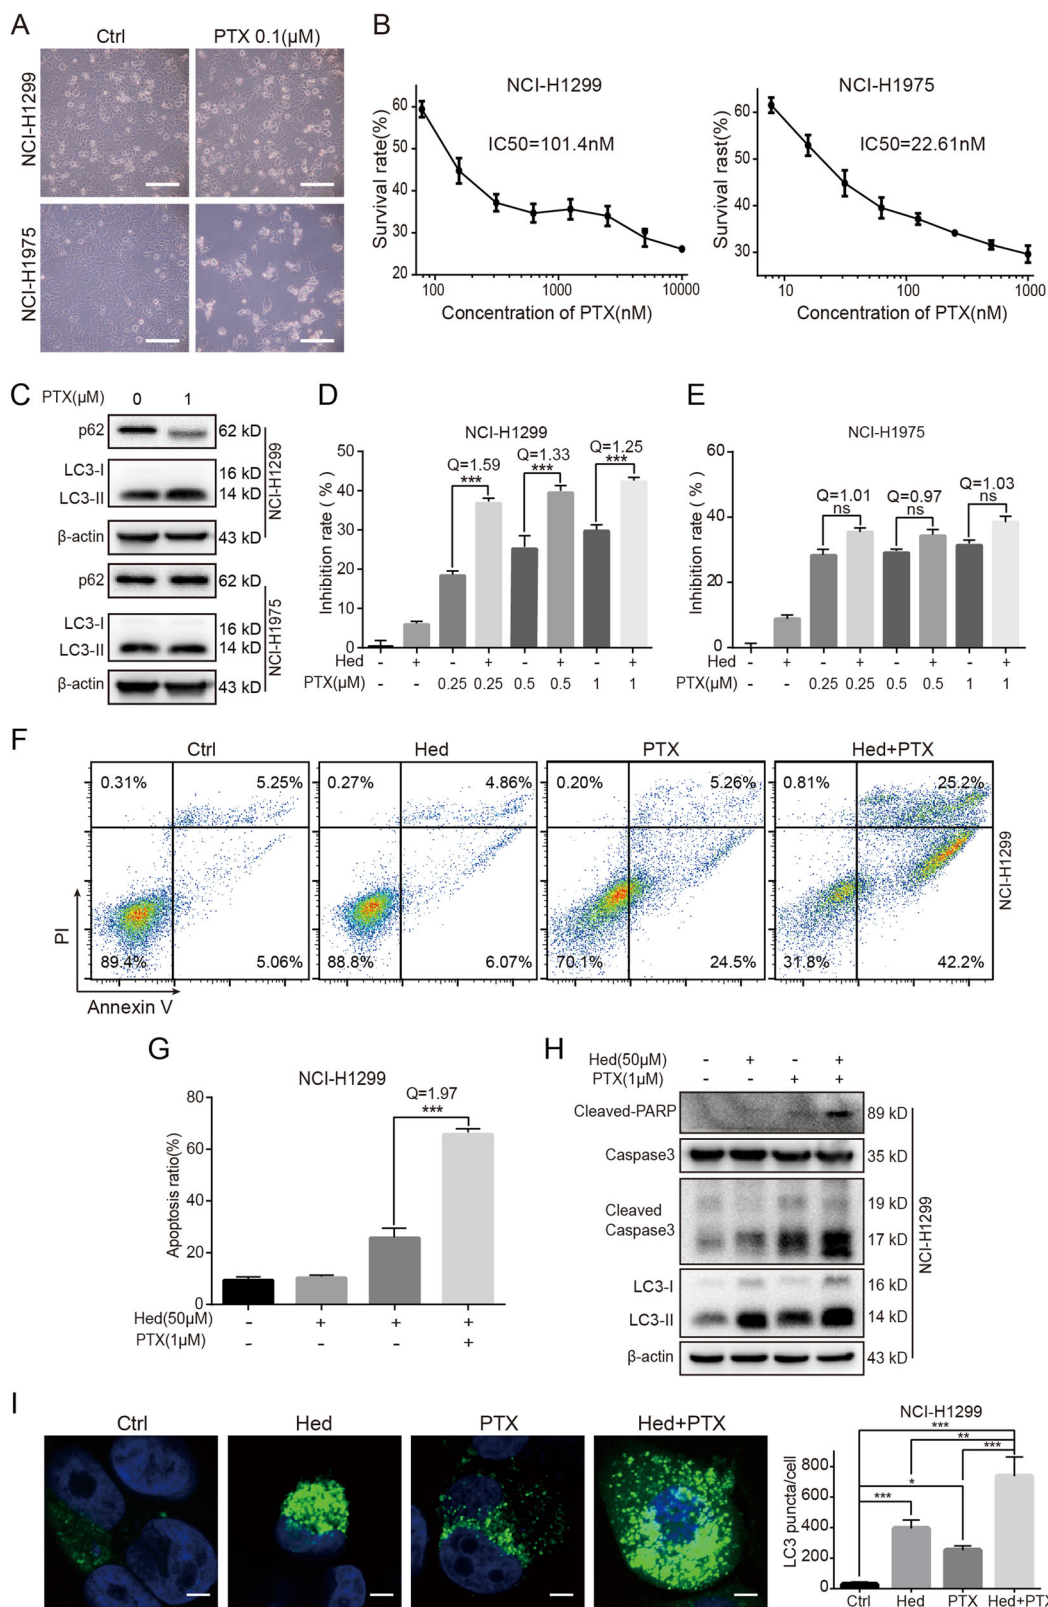 A
Ctrl
PTX 0.1(μM)
NCI-H1299
NCI-H1975
B
NCI-H1299
IC50=101.4nM
Survival rate(%)
60
50
40
30
20
100
1000
10000
Concentration of PTX(nM)
NCI-H1975
IC50=22.61nM
Survival rast(%)
60
50
40
30
10
100
1000
Concentration of PTX(nM)
C
PTX(μM) 0 1
p62 62 kD
LC3-I 16 kD
LC3-II 14 kD
β-actin 43 kD
NCI-H1299
p62 62 kD
LC3-I 16 kD
LC3-II 14 kD
β-actin 43 kD
NCI-H1975
D
NCI-H1299
Inhibition rate (%)
50
40
30
20
10
0
Q=1.59
***
Q=1.33
***
Q=1.25
***
Hed - + - + - + - +
PTX(μM) - - 0.25 0.25 0.5 0.5 1 1
E
NCI-H1975
Inhibition rate (%)
60
40
20
0
Q=1.01
ns
Q=0.97
ns
Q=1.03
ns
Hed - + - + - + - +
PTX(μM) - - 0.25 0.25 0.5 0.5 1 1
F
Ctrl
Hed
PTX
Hed+PTX
0.31% 5.25%
89.4% 5.06%
0.27% 4.86%
88.8% 6.07%
0.20% 5.26%
70.1% 24.5%
0.81% 25.2%
31.8% 42.2%
NCI-H1299
PI
Annexin V
G
NCI-H1299
Apoptosis ratio(%)
80
60
40
20
0
Q=1.97
***
Hed(50μM) - + + +
PTX(1μM) - - - +
H
Hed(50μM) - + - +
PTX(1μM) - - + +
Cleaved-PARP 89 kD
Caspase3 35 kD
Cleaved
Caspase3
19 kD
17 kD
LC3-I 16 kD
LC3-II 14 kD
β-actin 43 kD
NCI-H1299
I
Ctrl
Hed
PTX
Hed+PTX
NCI-H1299
LC3 puncta/cell
800
600
400
200
0
***
**
***
*
***
Ctrl
Hed
PTX
Hed+PTX